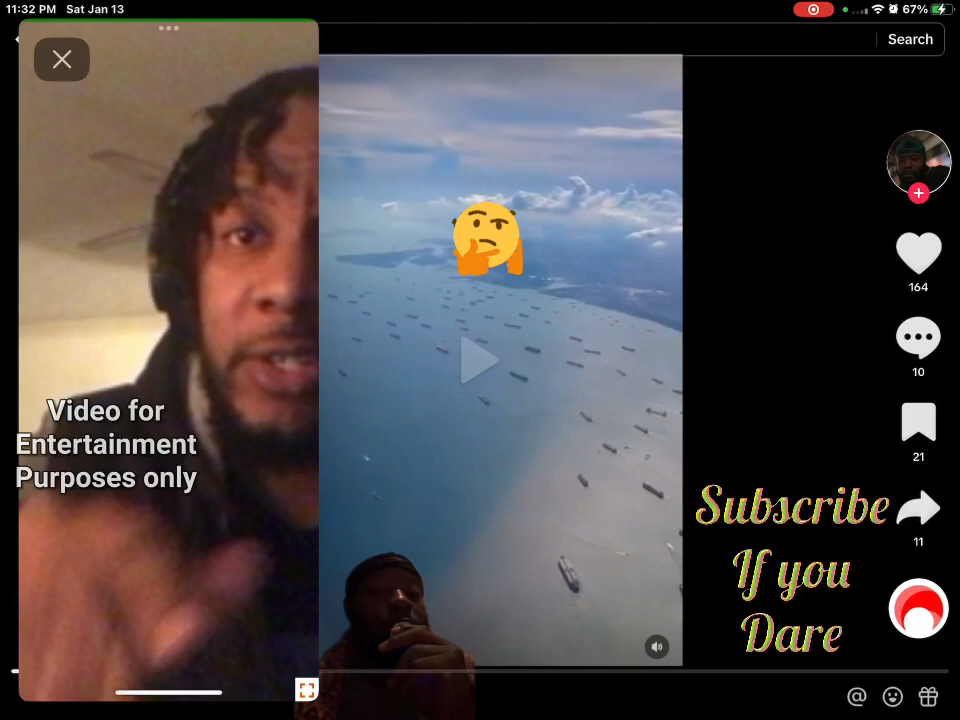 11:32 PM Sat Jan 13
67%
Search
164
10
21
11
Video for
Entertainment
Purposes only
Subscribe
If you
Dare
@